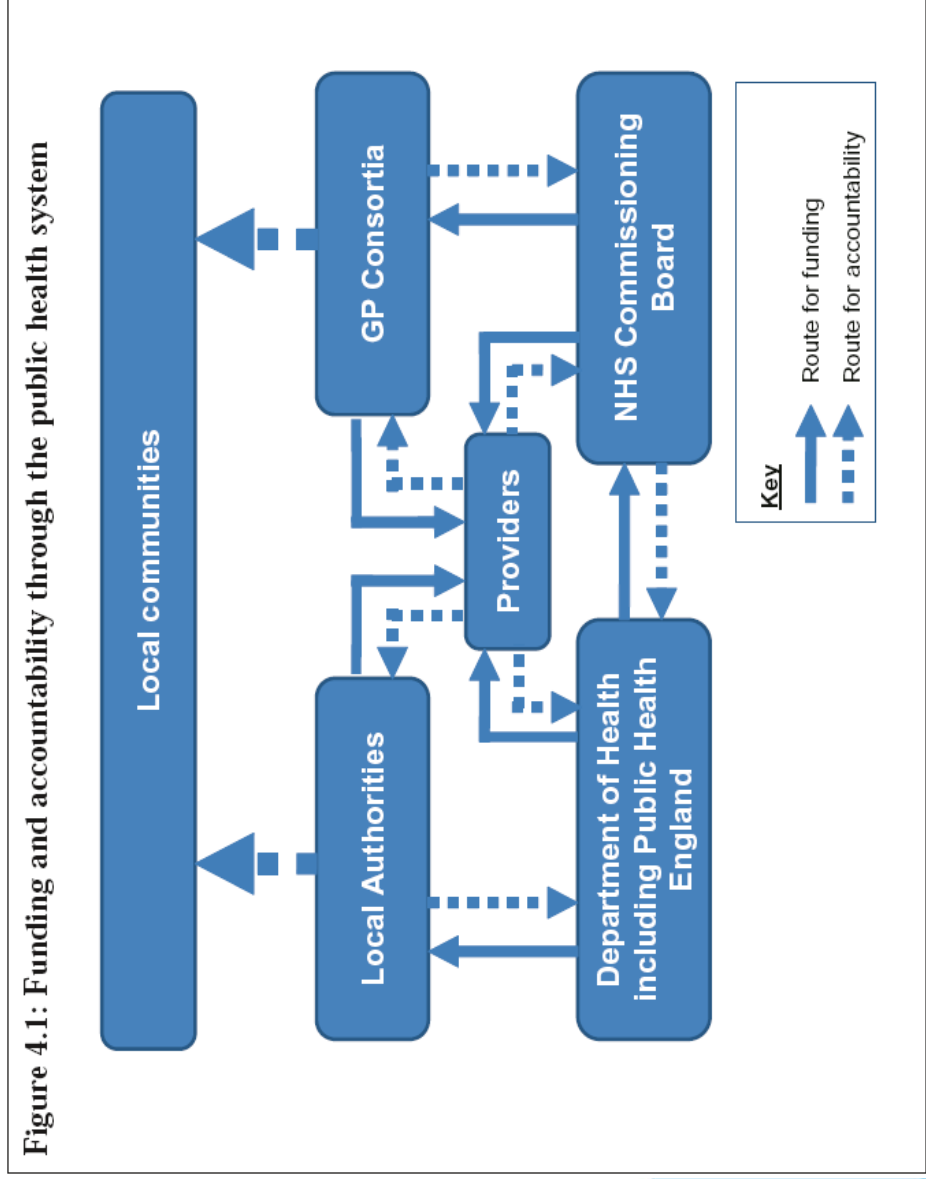 Figure 4.1: Funding and accountability through the public health system
Local communities
Local Authorities
GP Consortia
Providers
Department of Health
including Public Health
England
NHS Commissioning
Board
Key
Route for funding
Route for accountability